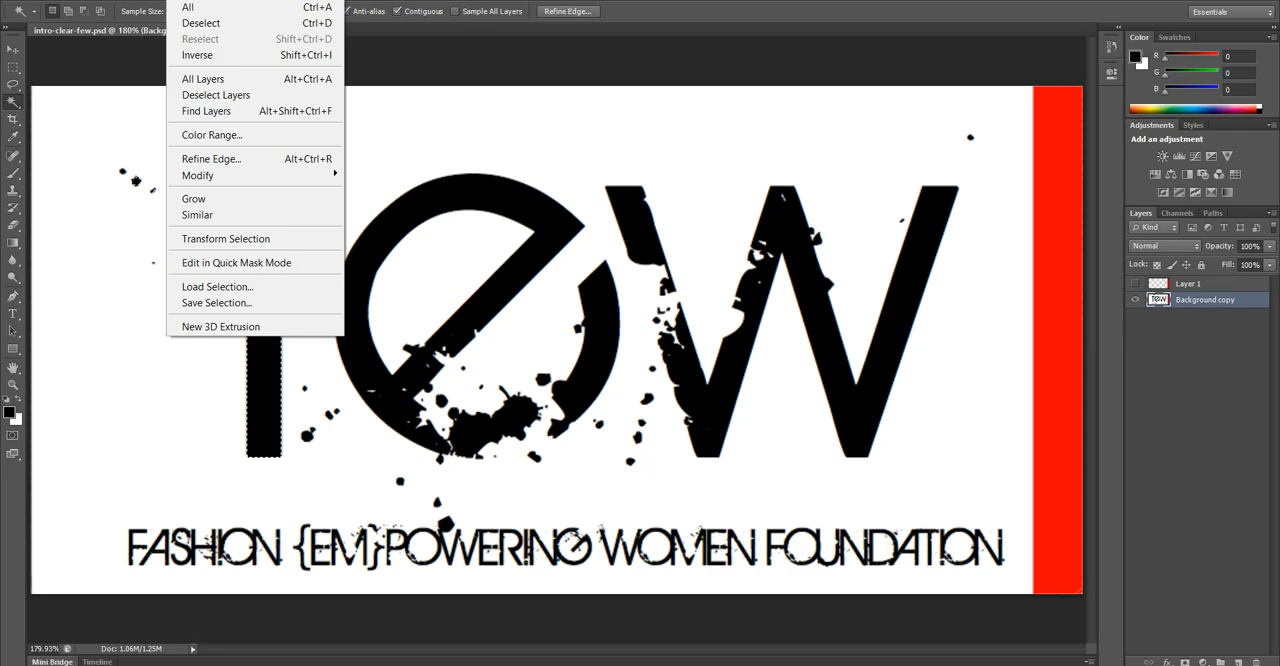 Sample Size:
Anti-alias
Contiguous
Sample All Layers
Refine Edge...
Essentials
intro-clear-few.psd @ 180% (Backg
All Ctrl+A
Deselect Ctrl+D
Reselect Shift+Ctrl+D
Inverse Shift+Ctrl+I
All Layers Alt+Ctrl+A
Deselect Layers
Find Layers Alt+Shift+Ctrl+F
Color Range...
Refine Edge... Alt+Ctrl+R
Modify
Grow
Similar
Transform Selection
Edit in Quick Mask Mode
Load Selection...
Save Selection...
New 3D Extrusion
ew
FASHION {EM}POWERING WOMEN FOUNDATION
Color Swatches
R 0
G 0
B 0
Adjustments Styles
Add an adjustment
Layers Channels Paths
Kind
Normal Opacity: 100%
Lock: Fill: 100%
Layer 1
Background copy
179.93% Doc: 1.06M/1.25M
Mini Bridge Timeline